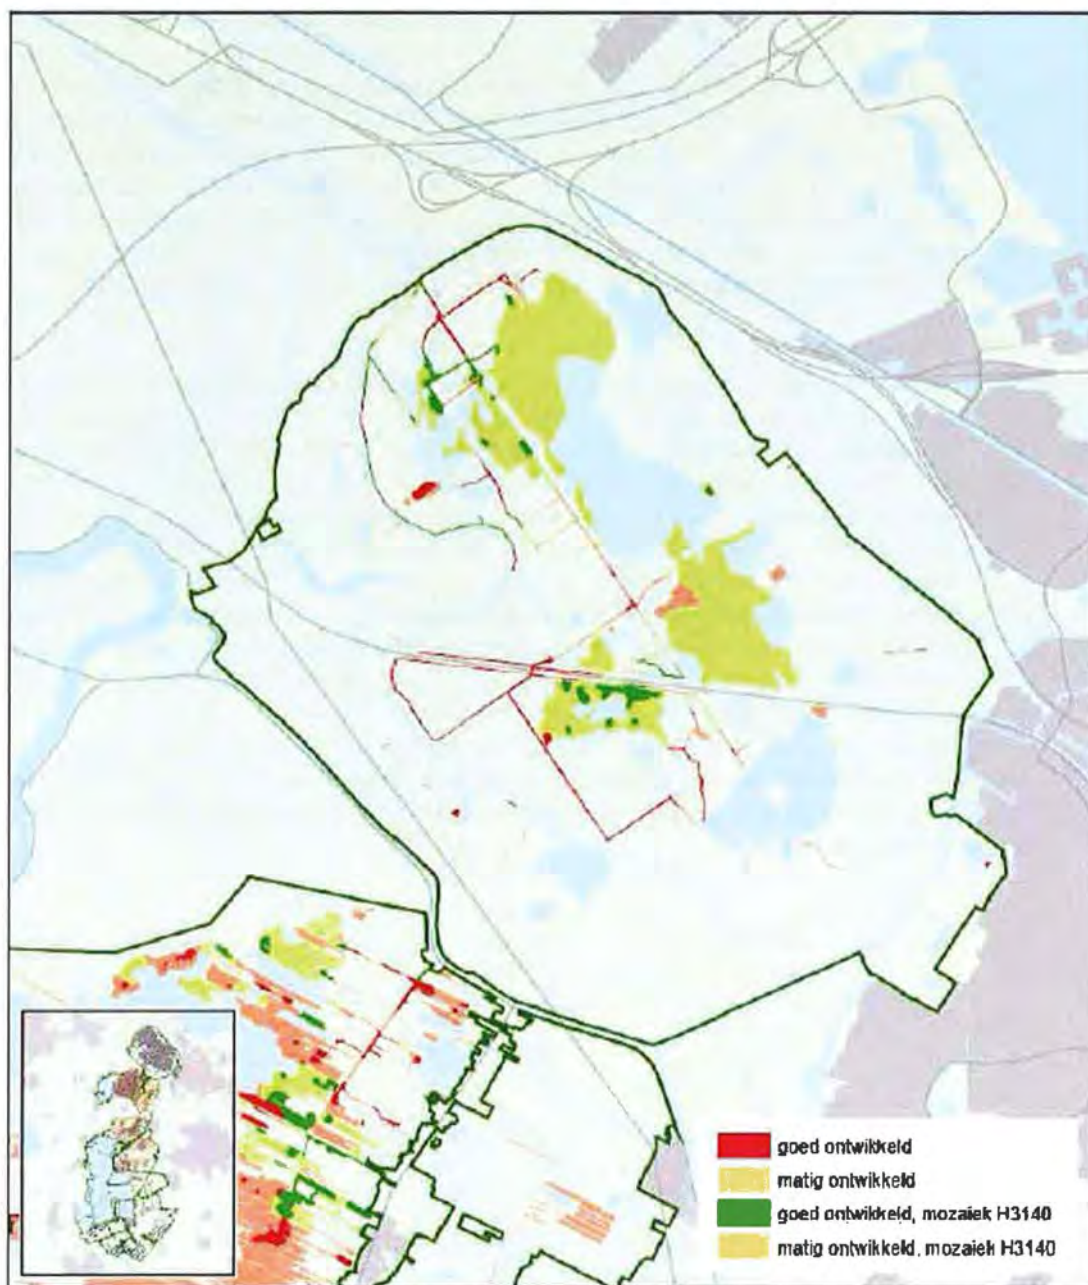 goed ontwikkeld
matig ontwikkeld
goed ontwikkeld, mozaiek H3140
matig ontwikkeld, mozaiek H3140